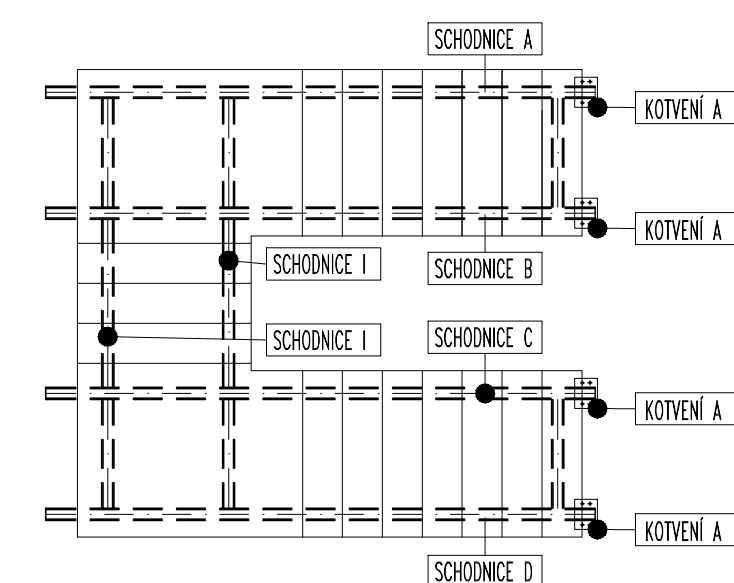 SCHODNICE A
KOTVENÍ A
KOTVENÍ A
SCHODNICE I
SCHODNICE B
SCHODNICE I
SCHODNICE C
KOTVENÍ A
KOTVENÍ A
SCHODNICE D